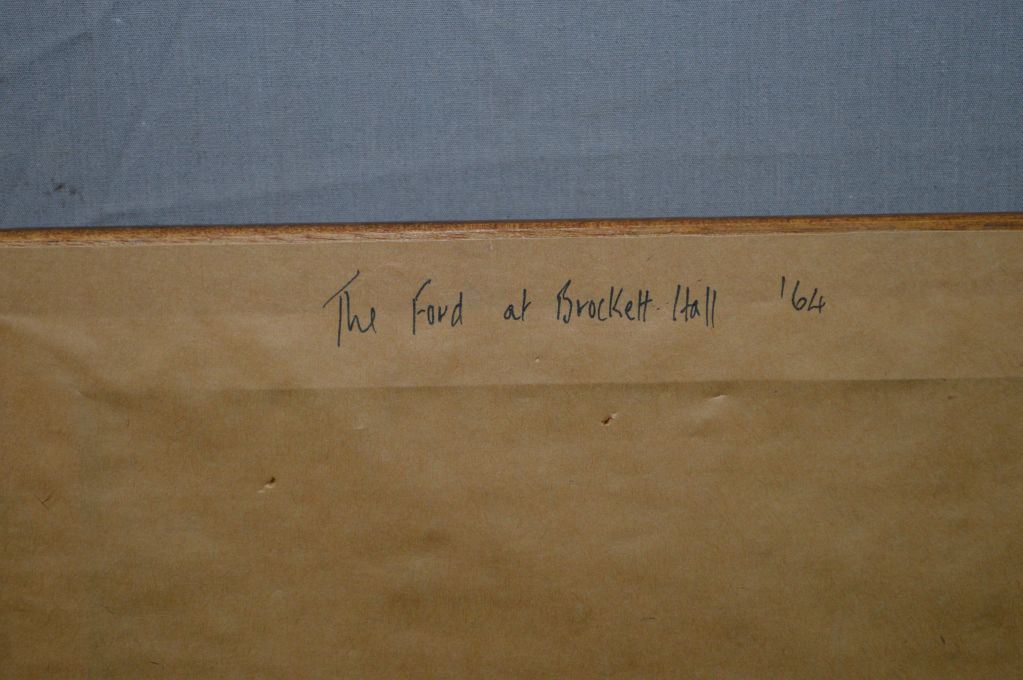 The Ford at Brockett Hall '64